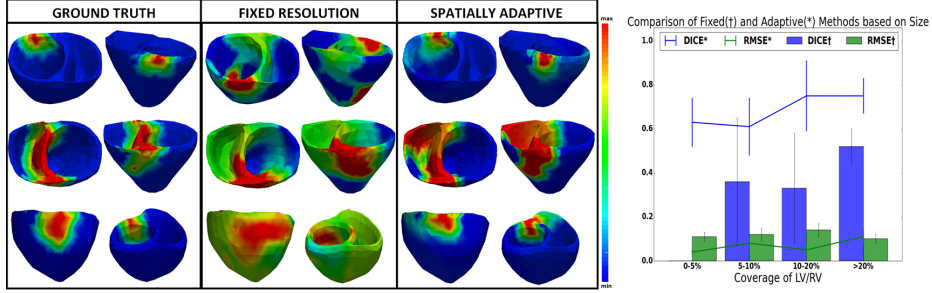 GROUND TRUTH FIXED RESOLUTION SPATIALLY ADAPTIVE
max
min
Comparison of Fixed(†) and Adaptive(*) Methods based on Size
DICE* RMSE* DICE† RMSE†
1.0
0.8
0.6
0.4
0.2
0.0
0-5% 5-10% 10-20% >20%
Coverage of LV/RV